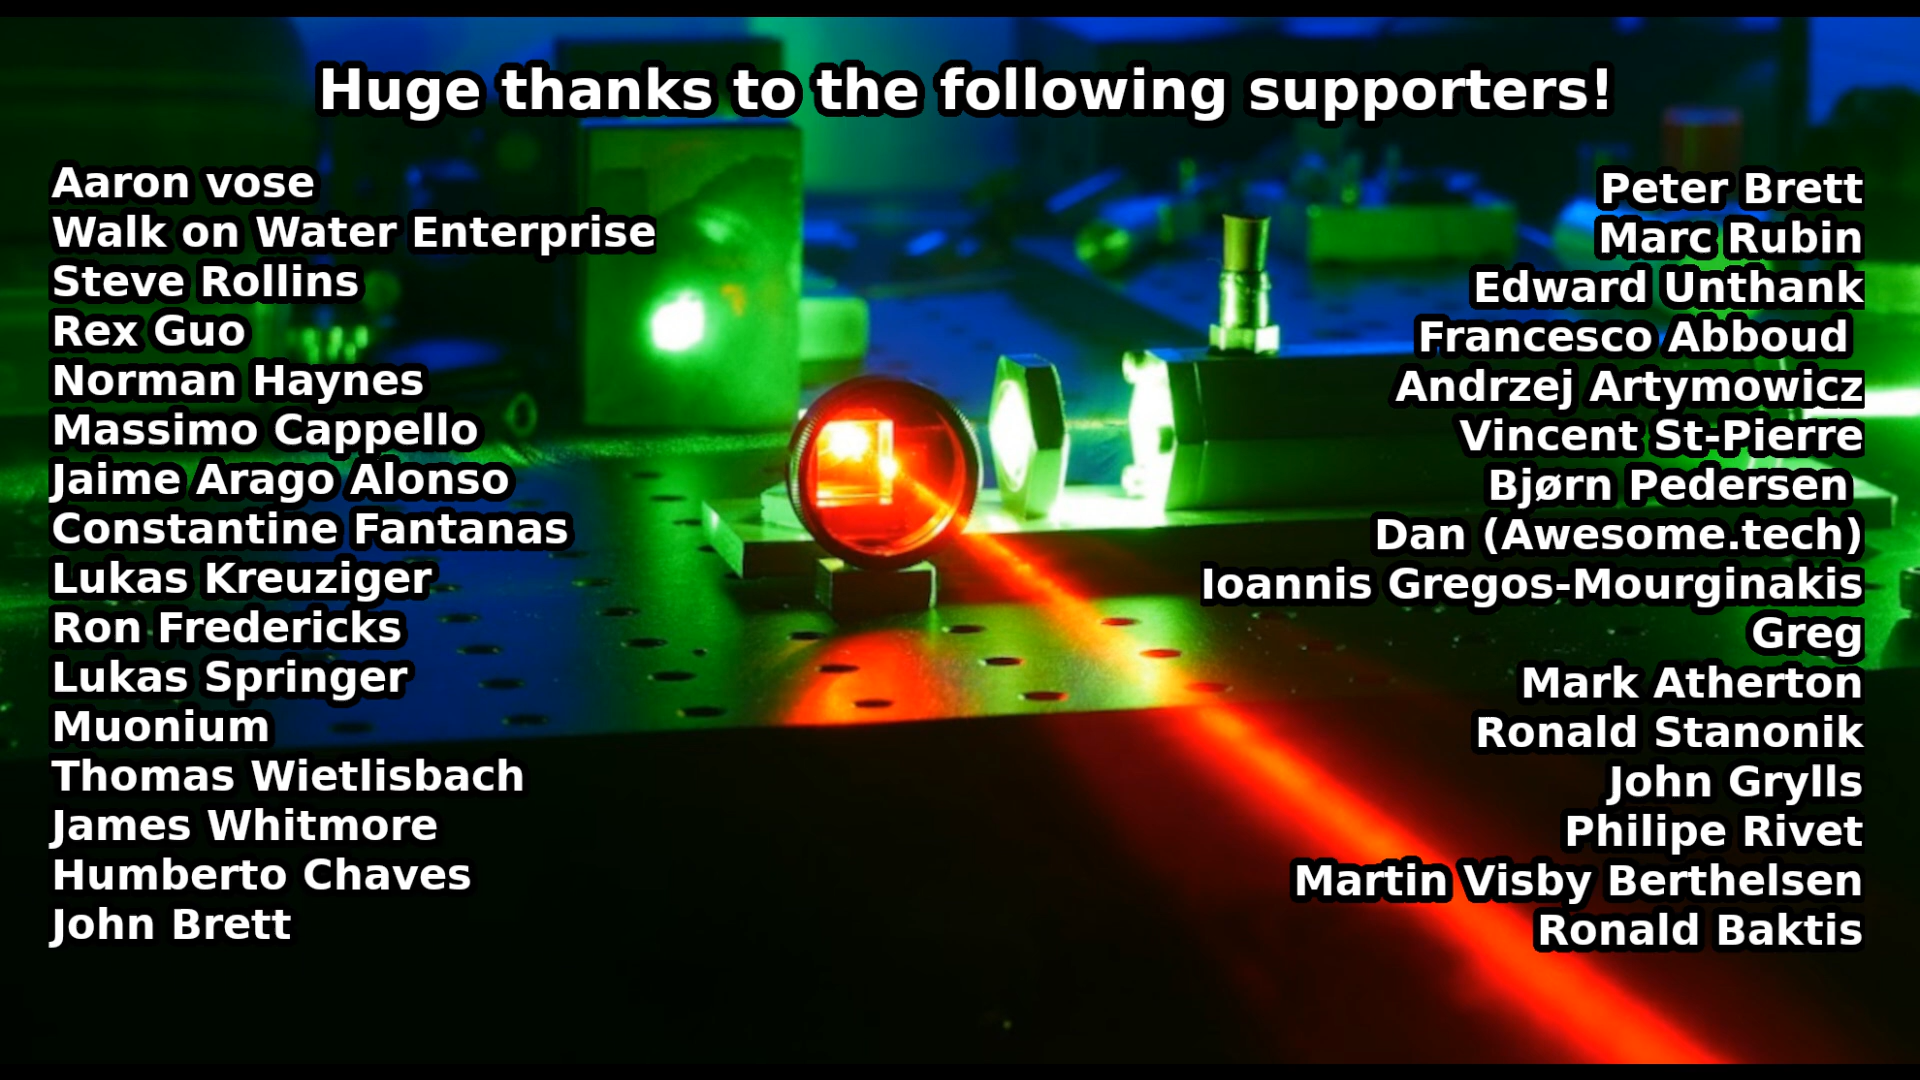 Huge thanks to the following supporters!
Aaron vose
Walk on Water Enterprise
Steve Rollins
Rex Guo
Norman Haynes
Massimo Cappello
Jaime Arago Alonso
Constantine Fantanas
Lukas Kreuziger
Ron Fredericks
Lukas Springer
Muonium
Thomas Wietlisbach
James Whitmore
Humberto Chaves
John Brett
Peter Brett
Marc Rubin
Edward Unthank
Francesco Abboud
Andrzej Artymowicz
Vincent St-Pierre
Bjørn Pedersen
Dan (Awesome.tech)
Ioannis Gregos-Mourginakis
Greg
Mark Atherton
Ronald Stanonik
John Grylls
Philipe Rivet
Martin Visby Berthelsen
Ronald Baktis